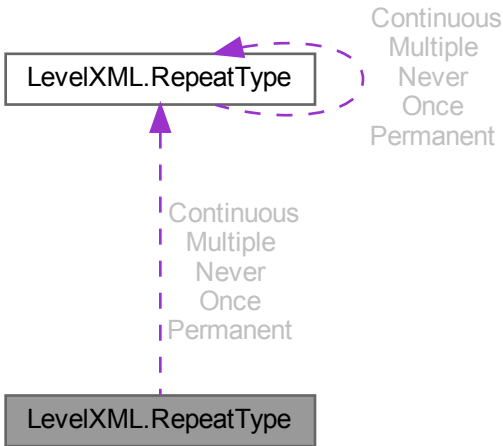 Continuous
Multiple
Never
Once
Permanent
LevelXML.RepeatType
Continuous
Multiple
Never
Once
Permanent
LevelXML.RepeatType